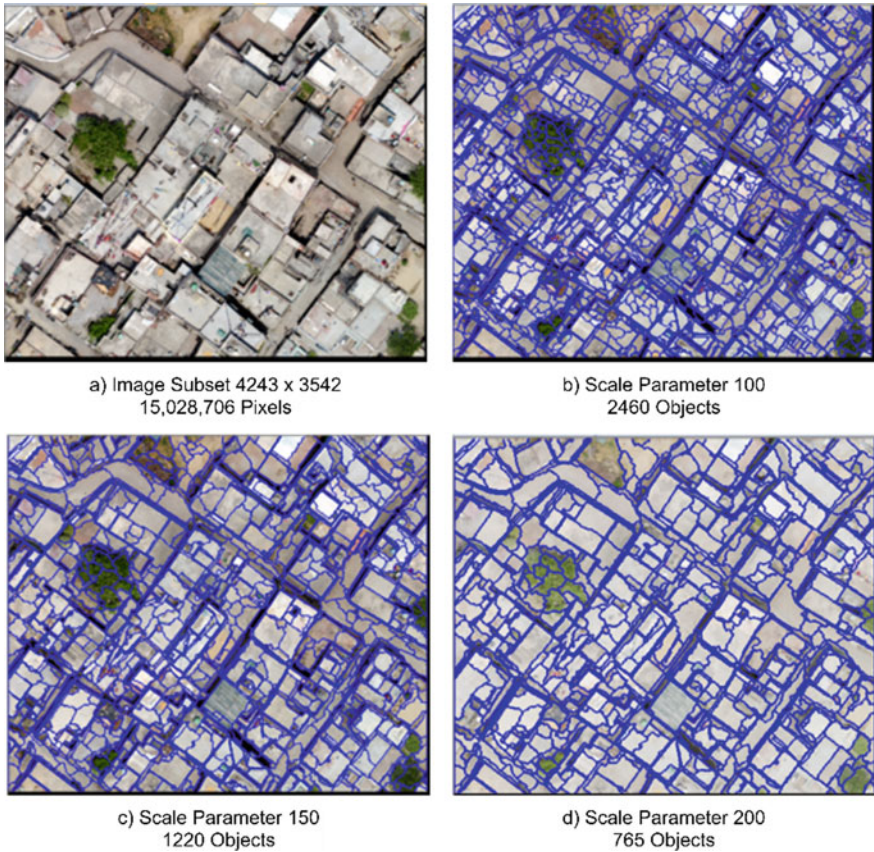 a) Image Subset 4243 x 3542
15,028,706 Pixels
b) Scale Parameter 100
2460 Objects
c) Scale Parameter 150
1220 Objects
d) Scale Parameter 200
765 Objects